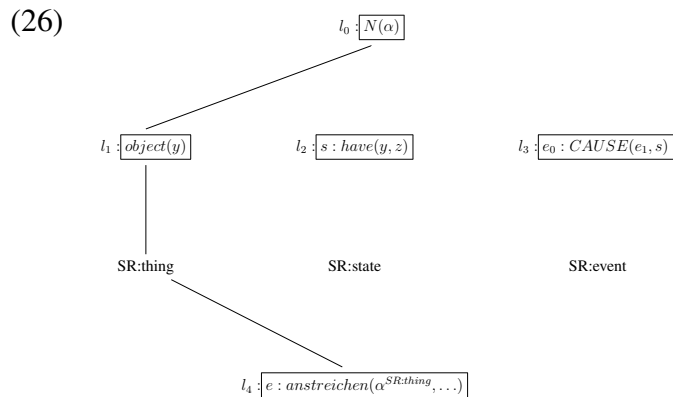 (26)
l₀ : N(α)
l₁ : object(y) l₂ : s : have(y, z) l₃ : e₀ : CAUSE(e₁, s)
SR:thing SR:state SR:event
l₄ : e : anstreichen(α^SR:thing, . . .)